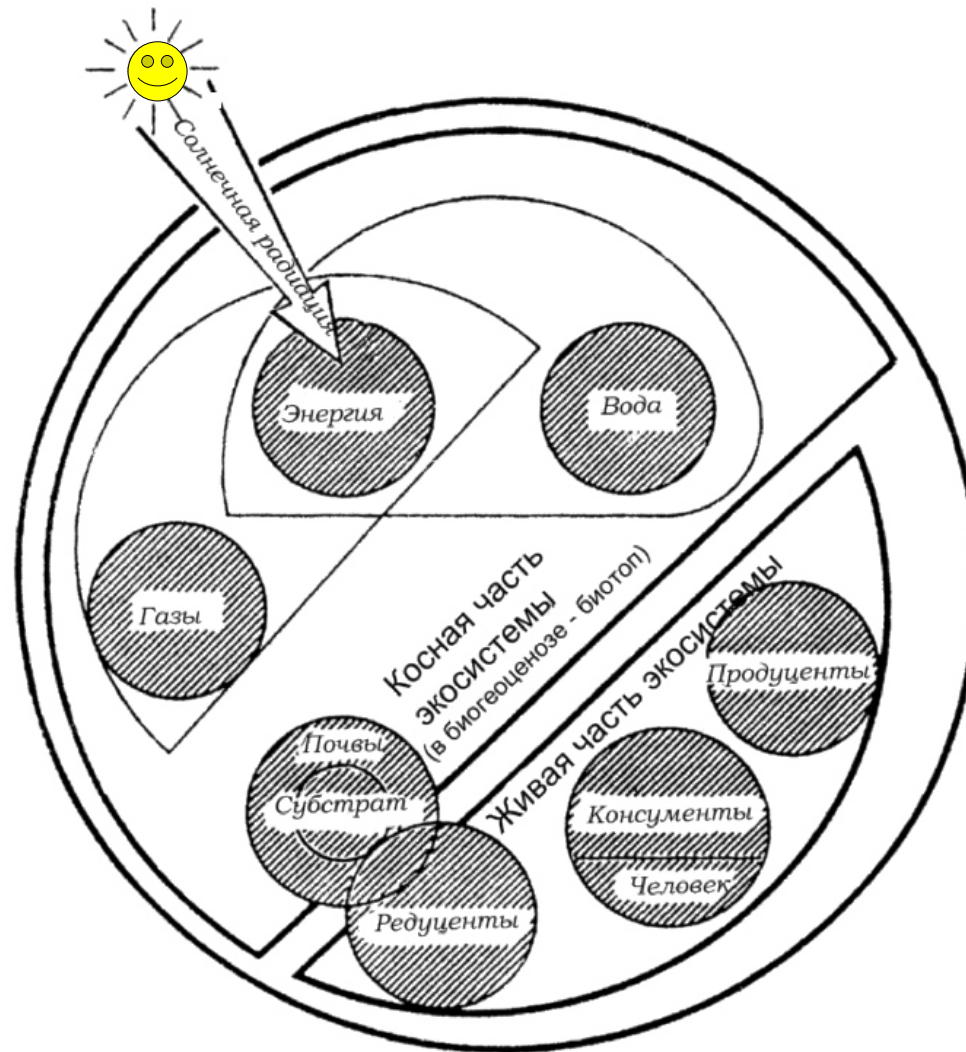 Солнечная радиация
Энергия
Вода
Газы
Косная часть
экосистемы
(в биогеоценозе - биотоп)
Живая часть экосистемы
Продуценты
Почвы
Субстрат
Консументы
Человек
Редуценты